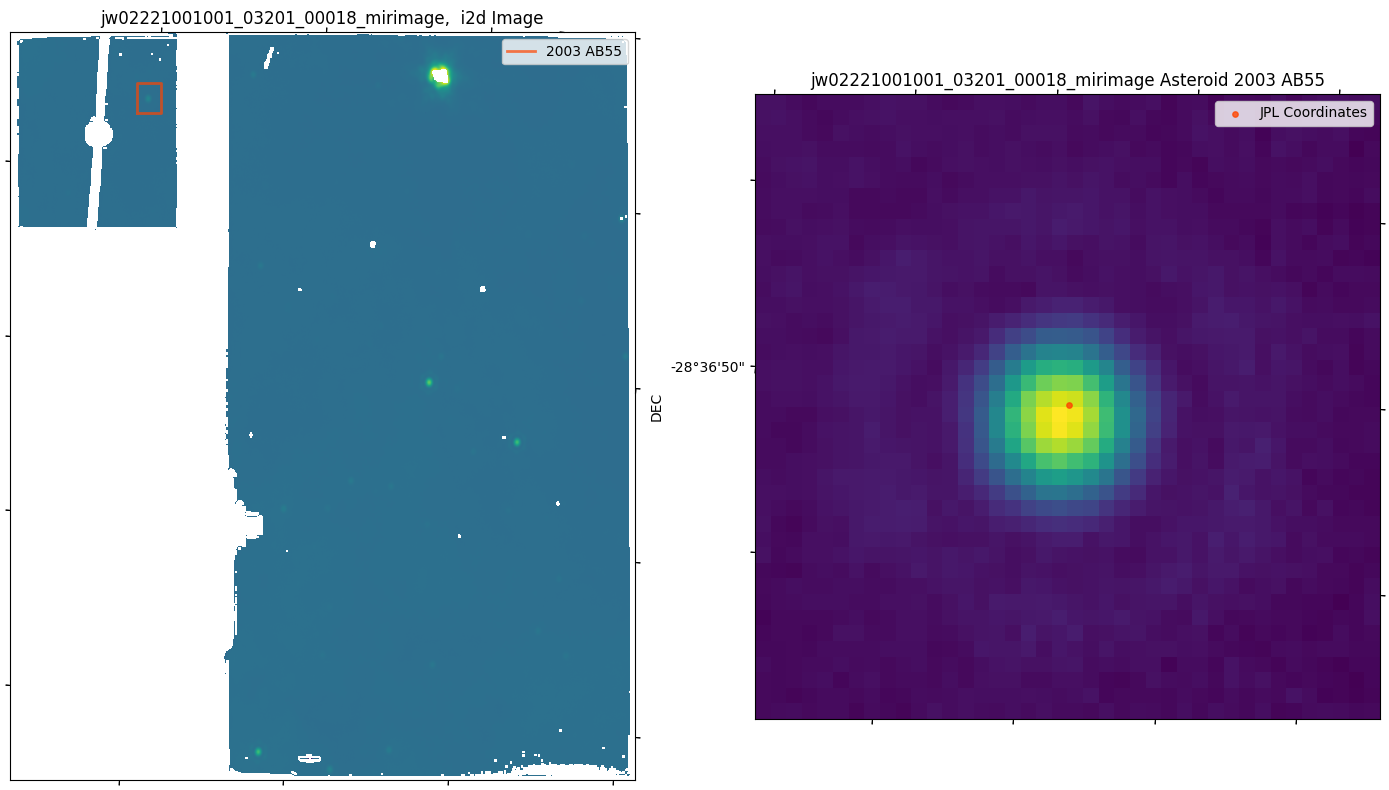 jw02221001001_03201_00018_mirimage,  i2d Image
2003 AB55
jw02221001001_03201_00018_mirimage Asteroid 2003 AB55
JPL Coordinates
-28°36'50"
DEC